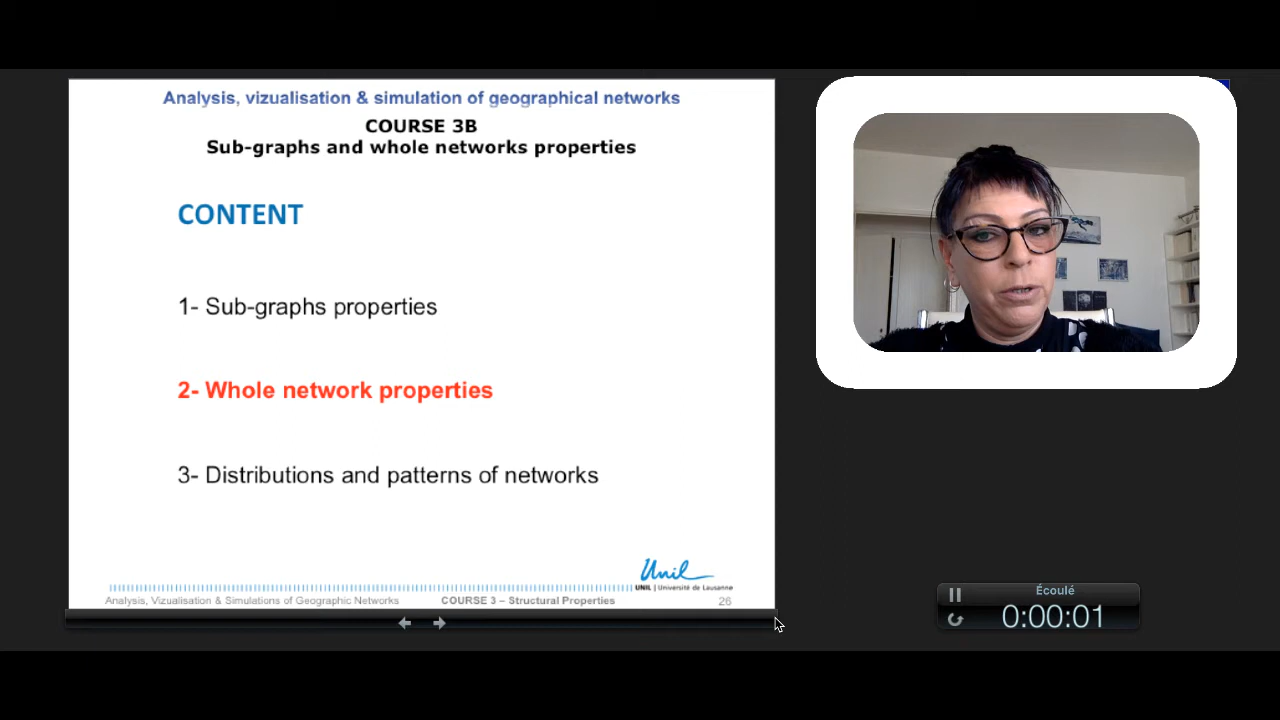 Analysis, vizualisation & simulation of geographical networks
COURSE 3B
Sub-graphs and whole networks properties
CONTENT
1- Sub-graphs properties
2- Whole network properties
3- Distributions and patterns of networks
Unil
UNIL | Université de Lausanne
Analysis, Vizualisation & Simulations of Geographic Networks
COURSE 3 – Structural Properties
26
Écoulé
0:00:01